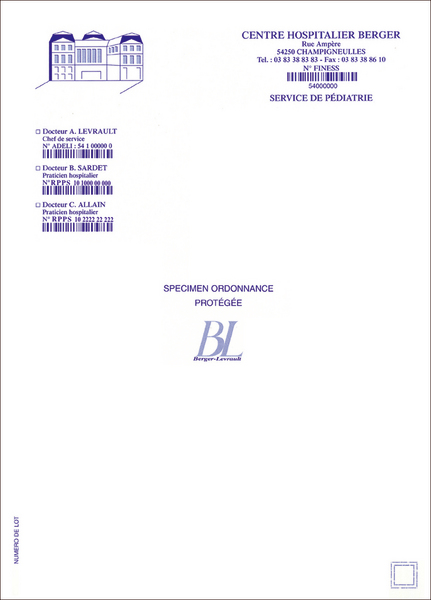 CENTRE HOSPITALIER BERGER
Rue Ampère
54250 CHAMPIGNEULLES
Tel. : 03 83 38 83 83 - Fax : 03 83 38 86 10
N° FINESS
54000000
SERVICE DE PÉDIATRIE
Docteur A. LEVRAULT
Chef de service
N° ADELI : 54 1 00000 0
Docteur B. SARDET
Praticien hospitalier
N° RPPS 10 1000 00 000
Docteur C. ALLAIN
Praticien hospitalier
N° RPPS 10 2222 22 222
SPECIMEN ORDONNANCE
PROTÉGÉE
BL
Berger-Levrault
NUMERO DE LOT